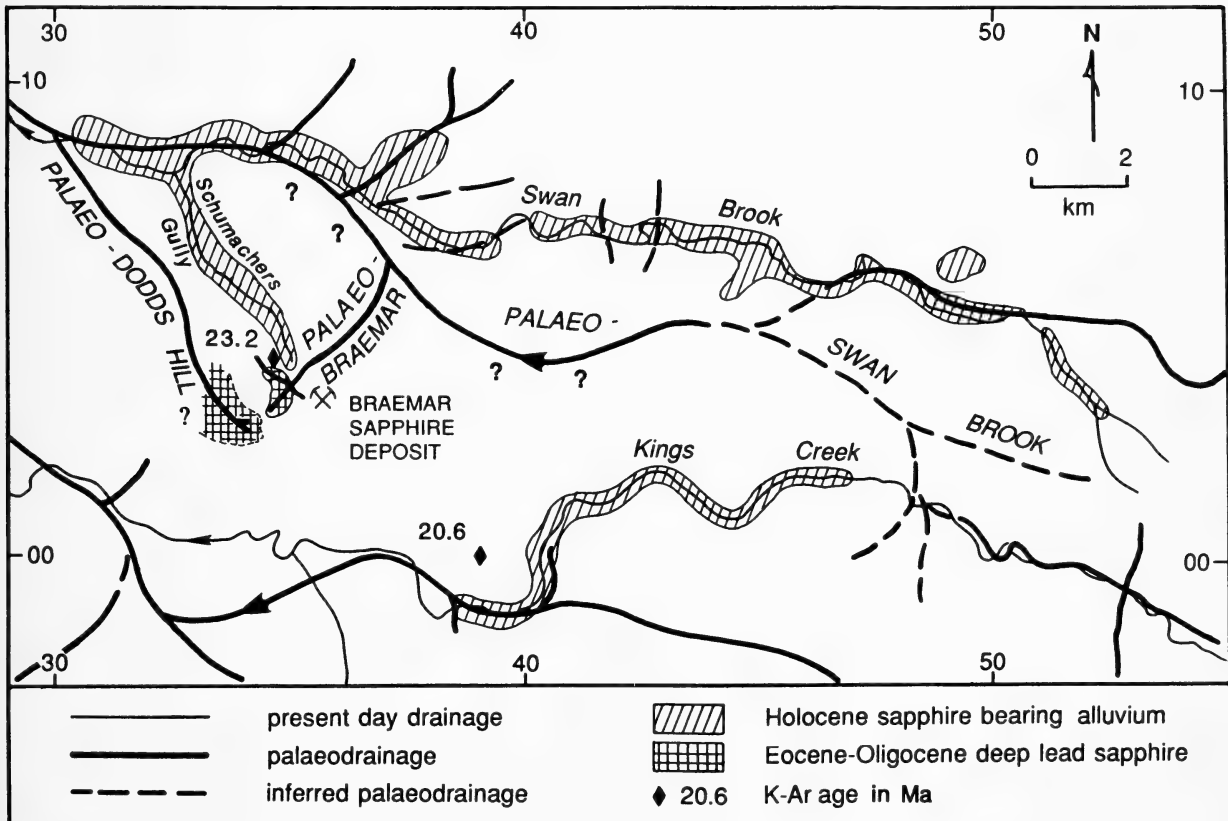 30 40 50
N
10 10
0 2
km
PALAEO - DODDS HILL
?
Schumachers
Gully
?
?
PALAEO -
BRAEMAR
Swan Brook
PALAEO -
SWAN
BROOK
? ?
23.2
BRAEMAR
SAPPHIRE
DEPOSIT
Kings Creek
20.6
00 00
30 40 50
present day drainage
palaeodrainage
inferred palaeodrainage
Holocene sapphire bearing alluvium
Eocene-Oligocene deep lead sapphire
20.6 K-Ar age in Ma